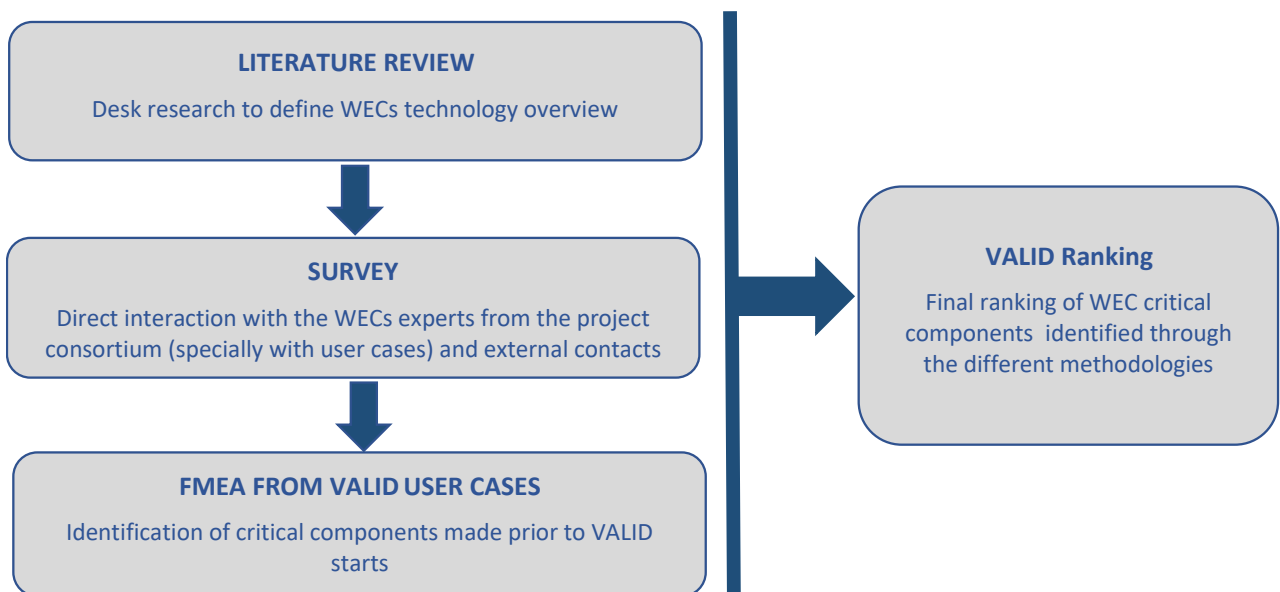 LITERATURE REVIEW
Desk research to define WECs technology overview
SURVEY
Direct interaction with the WECs experts from the project
consortium (specially with user cases) and external contacts
FMEA FROM VALID USER CASES
Identification of critical components made prior to VALID
starts
VALID Ranking
Final ranking of WEC critical
components identified through
the different methodologies